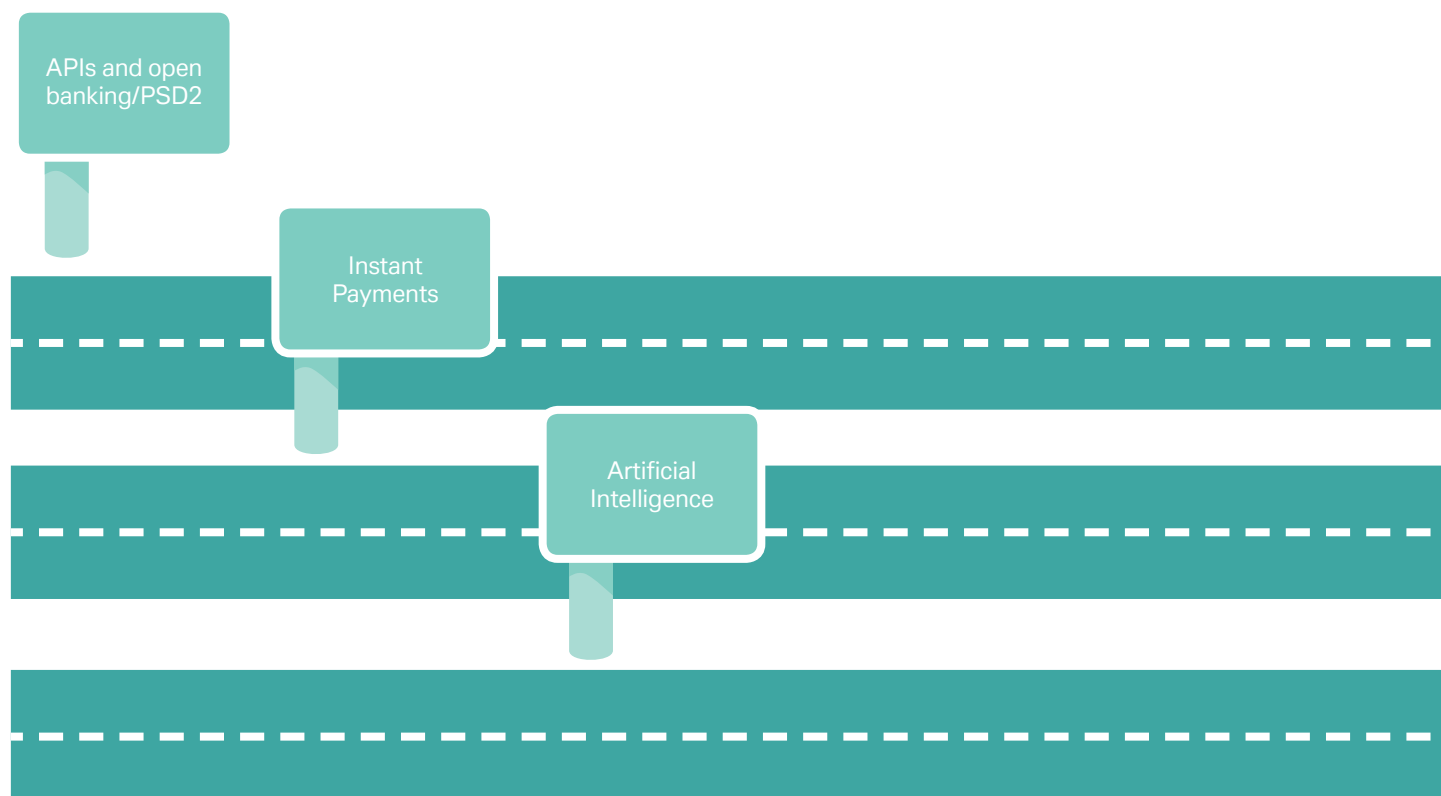 APIs and open
banking/PSD2
Instant
Payments
Artificial
Intelligence